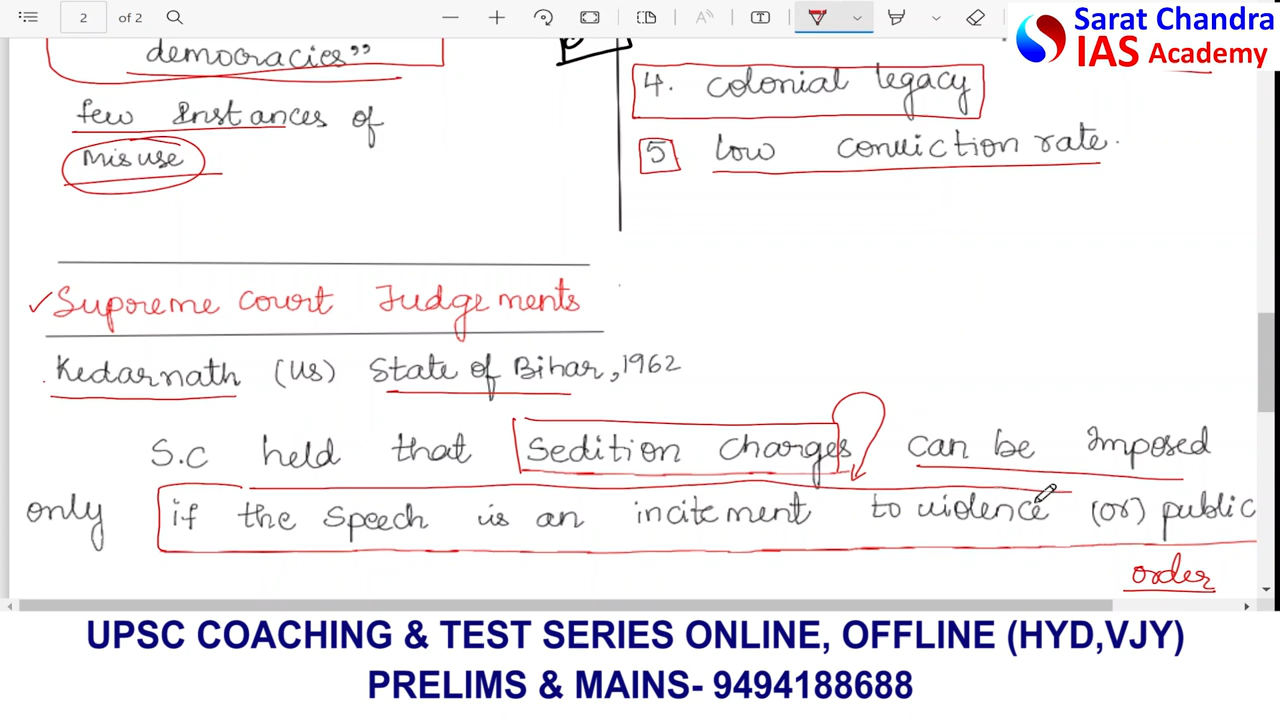 2 of 2
Sarat Chandra
IAS Academy
democracies”
few Instances of
Misuse
4. colonial legacy
5 low conviction rate.
Supreme court Judgements
Kedarnath (us) State of Bihar, 1962
S.c held that Sedition charges can be imposed
only if the speech is an incitement to violence (or) public
order
UPSC COACHING & TEST SERIES ONLINE, OFFLINE (HYD,VJY)
PRELIMS & MAINS- 9494188688